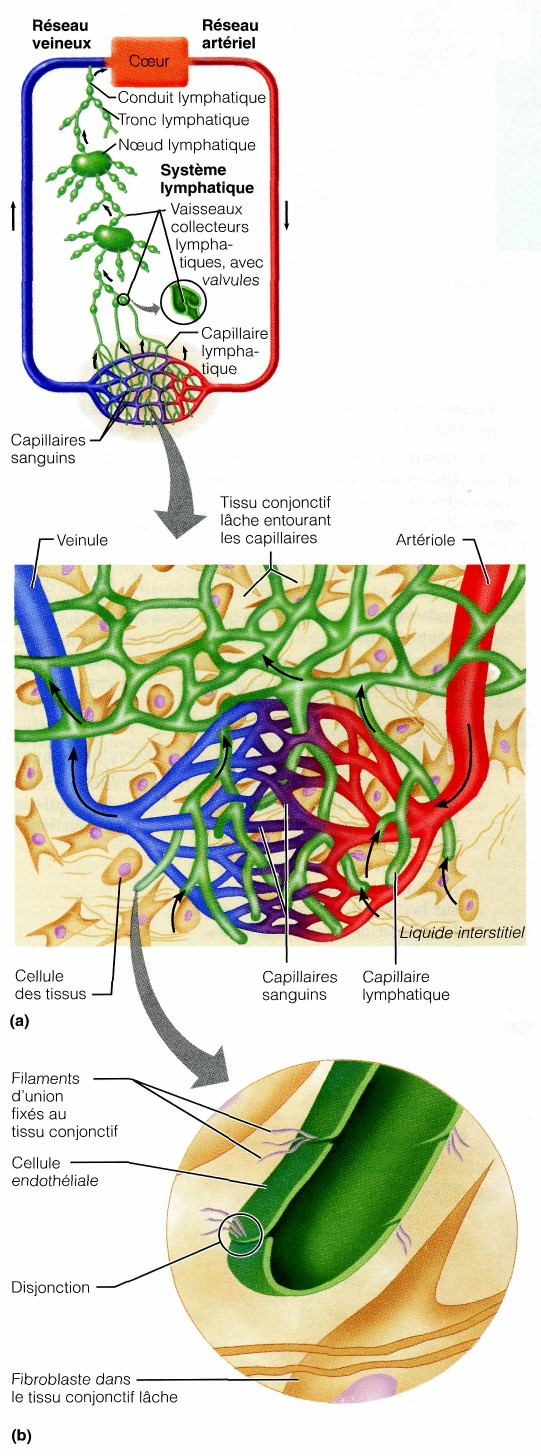 Réseau
veineux
Réseau
artériel
Cœur
Conduit lymphatique
Tronc lymphatique
Nœud lymphatique
Système
lymphatique
Vaisseaux
collecteurs
lympha-
tiques, avec
valvules
Capillaire
lympha-
tique
Capillaires
sanguins
Tissu conjonctif
lâche entourant
les capillaires
Veinule
Artériole
Liquide interstitiel
Cellule
des tissus
Capillaires
sanguins
Capillaire
lymphatique
(a)
Filaments
d'union
fixés au
tissu conjonctif
Cellule
endothéliale
Disjonction
Fibroblaste dans
le tissu conjonctif lâche
(b)